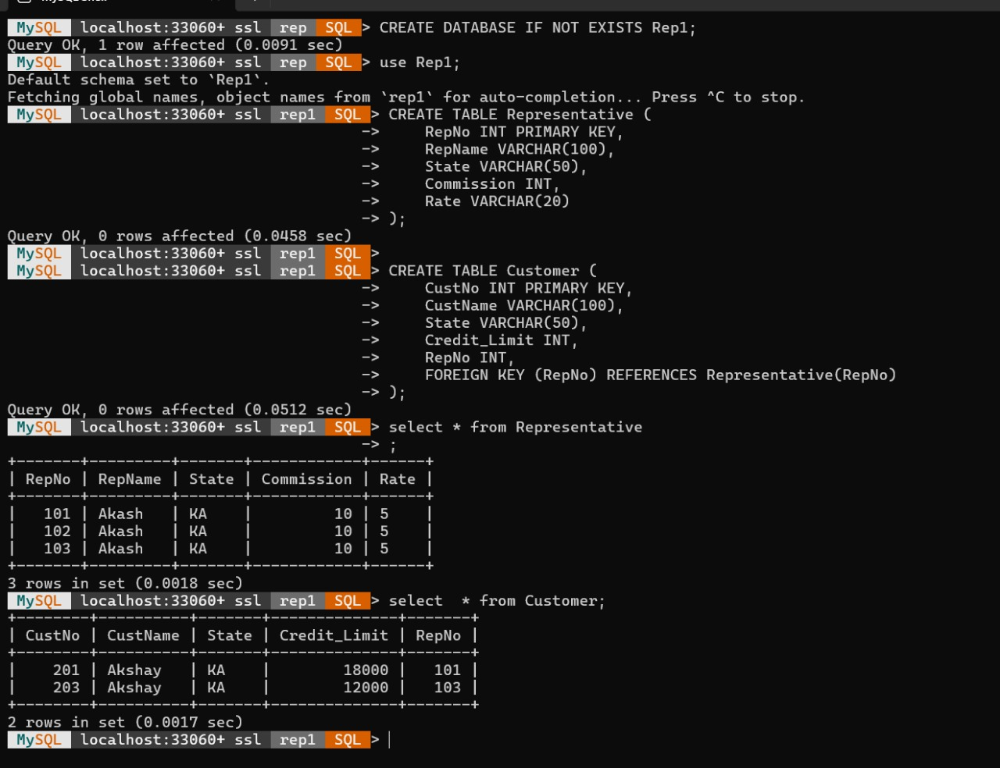 MySQL localhost:33060+ ssl rep SQL > CREATE DATABASE IF NOT EXISTS Rep1;
Query OK, 1 row affected (0.0091 sec)
MySQL localhost:33060+ ssl rep SQL > use Rep1;
Default schema set to `Rep1`.
Fetching global names, object names from `rep1` for auto-completion... Press ^C to stop.
MySQL localhost:33060+ ssl rep1 SQL > CREATE TABLE Representative (
-> RepNo INT PRIMARY KEY,
-> RepName VARCHAR(100),
-> State VARCHAR(50),
-> Commission INT,
-> Rate VARCHAR(20)
-> );
Query OK, 0 rows affected (0.0458 sec)
MySQL localhost:33060+ ssl rep1 SQL >
MySQL localhost:33060+ ssl rep1 SQL > CREATE TABLE Customer (
-> CustNo INT PRIMARY KEY,
-> CustName VARCHAR(100),
-> State VARCHAR(50),
-> Credit_Limit INT,
-> RepNo INT,
-> FOREIGN KEY (RepNo) REFERENCES Representative(RepNo)
-> );
Query OK, 0 rows affected (0.0512 sec)
MySQL localhost:33060+ ssl rep1 SQL > select * from Representative
-> ;
+-------+---------+-------+------------+------+
| RepNo | RepName | State | Commission | Rate |
+-------+---------+-------+------------+------+
| 101 | Akash | KA | 10 | 5 |
| 102 | Akash | KA | 10 | 5 |
| 103 | Akash | KA | 10 | 5 |
+-------+---------+-------+------------+------+
3 rows in set (0.0018 sec)
MySQL localhost:33060+ ssl rep1 SQL > select  * from Customer;
+--------+----------+-------+--------------+-------+
| CustNo | CustName | State | Credit_Limit | RepNo |
+--------+----------+-------+--------------+-------+
| 201 | Akshay | KA | 18000 | 101 |
| 203 | Akshay | KA | 12000 | 103 |
+--------+----------+-------+--------------+-------+
2 rows in set (0.0017 sec)
MySQL localhost:33060+ ssl rep1 SQL >